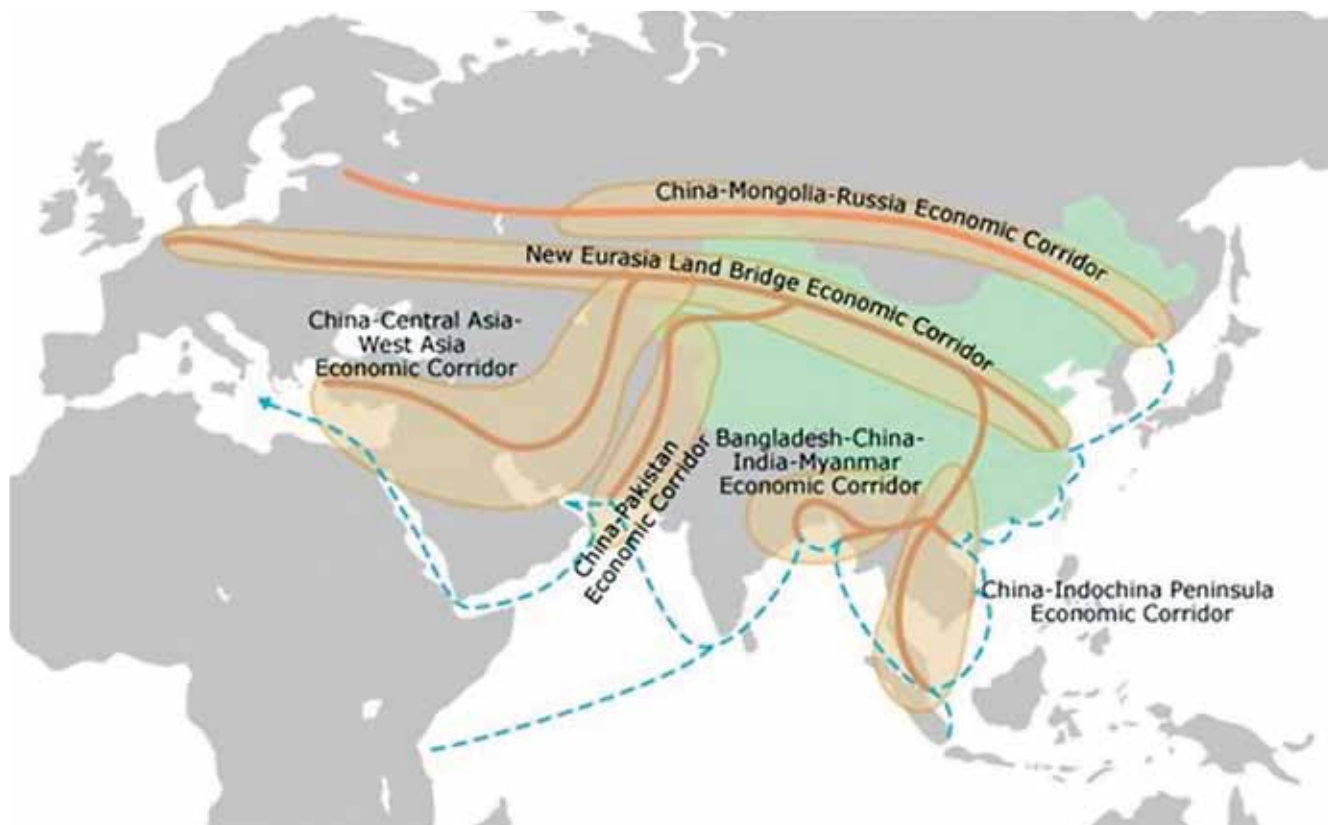 China-Mongolia-Russia Economic Corridor
New Eurasia Land Bridge Economic Corridor
China-Central Asia-
West Asia
Economic Corridor
China-Pakistan
Economic Corridor
Bangladesh-China-
India-Myanmar
Economic Corridor
China-Indochina Peninsula
Economic Corridor